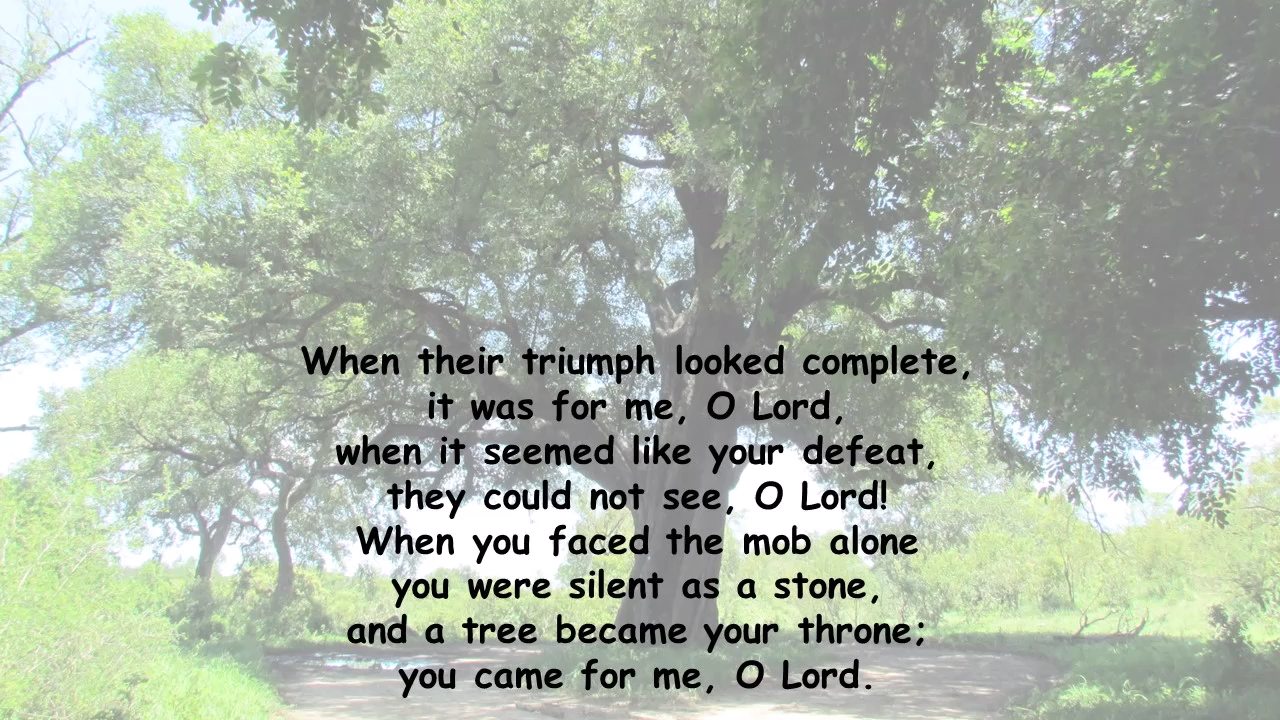 When their triumph looked complete,
it was for me, O Lord,
when it seemed like your defeat,
they could not see, O Lord!
When you faced the mob alone
you were silent as a stone,
and a tree became your throne;
you came for me, O Lord.